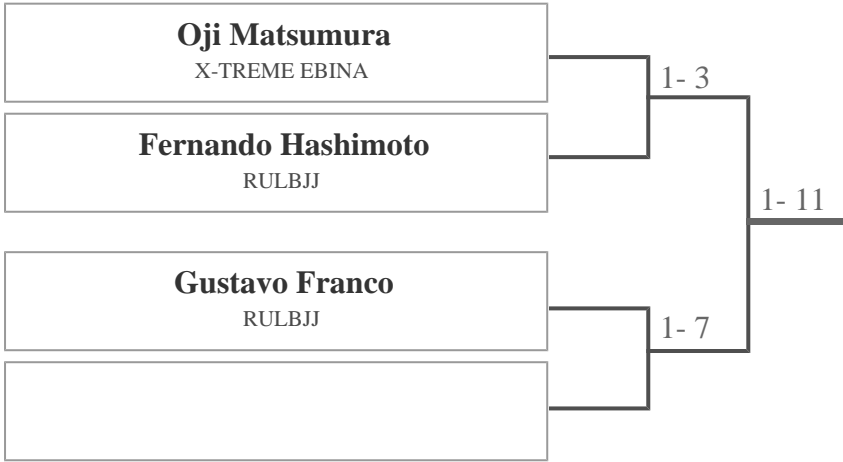 Oji Matsumura
X-TREME EBINA
1- 3
Fernando Hashimoto
RULBJJ
1- 11
Gustavo Franco
RULBJJ
1- 7